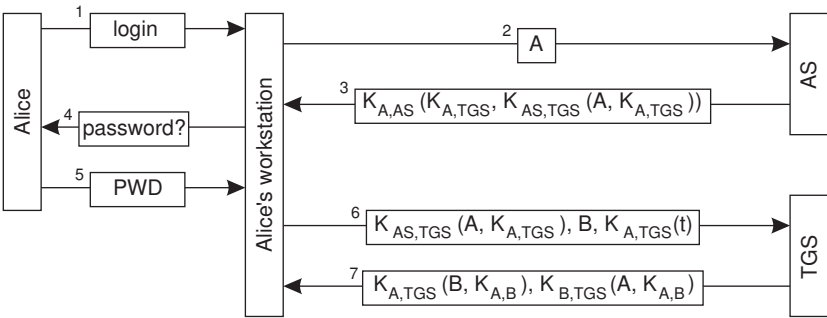 Alice
1 login
Alice's workstation
2 A
AS
3 K_A,AS (K_A,TGS, K_AS,TGS (A, K_A,TGS))
4 password?
5 PWD
6 K_AS,TGS (A, K_A,TGS), B, K_A,TGS(t)
TGS
7 K_A,TGS (B, K_A,B), K_B,TGS (A, K_A,B)